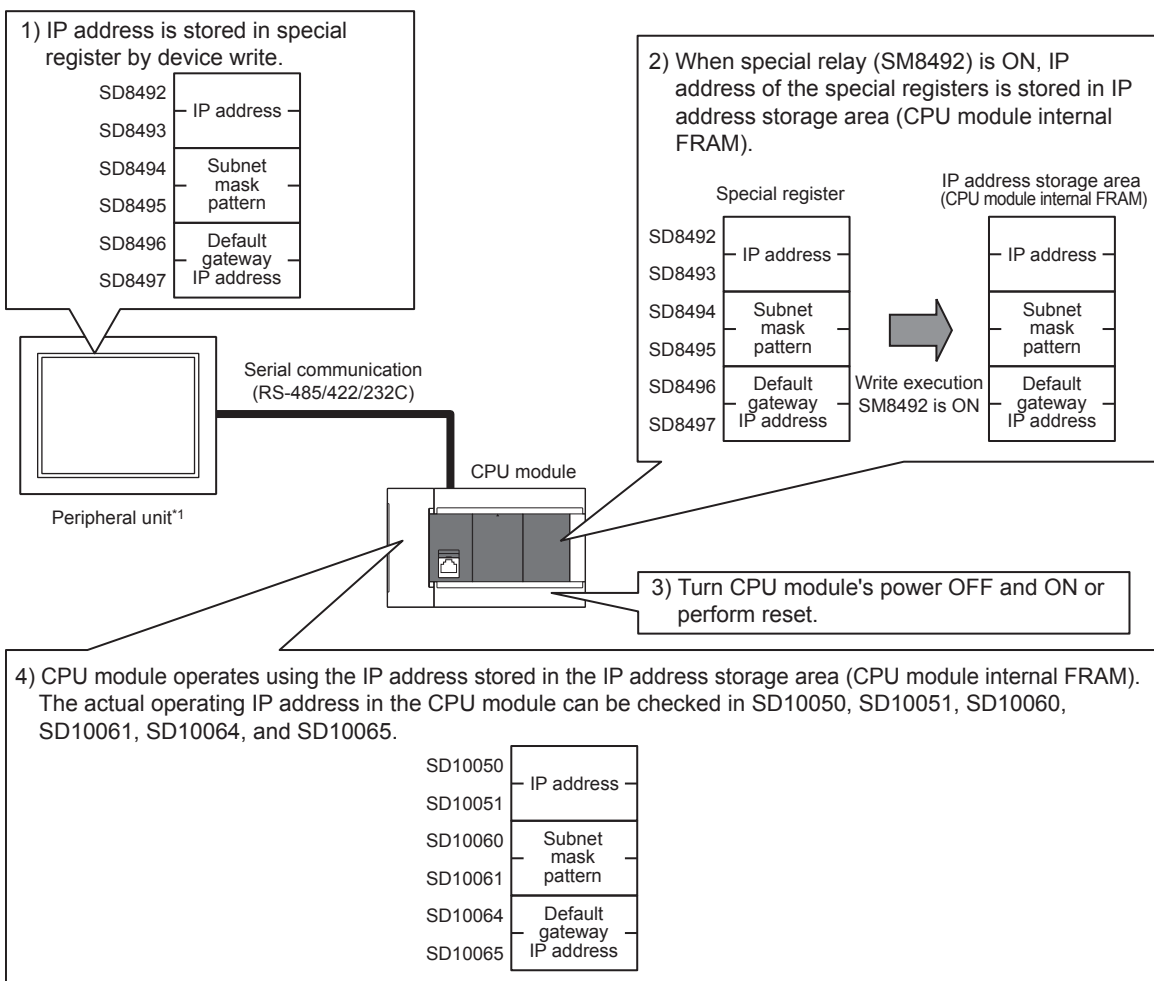 1) IP address is stored in special
register by device write.
SD8492
IP address
SD8493
SD8494
Subnet
mask
pattern
SD8495
SD8496
Default
gateway
IP address
SD8497
2) When special relay (SM8492) is ON, IP
address of the special registers is stored in IP
address storage area (CPU module internal
FRAM).
Special register
IP address storage area
(CPU module internal FRAM)
SD8492
IP address
SD8493
SD8494
Subnet
mask
pattern
SD8495
SD8496
Default
gateway
IP address
SD8497
Write execution
SM8492 is ON
IP address
Subnet
mask
pattern
Default
gateway
IP address
Serial communication
(RS-485/422/232C)
CPU module
Peripheral unit*1
3) Turn CPU module's power OFF and ON or
perform reset.
4) CPU module operates using the IP address stored in the IP address storage area (CPU module internal FRAM).
The actual operating IP address in the CPU module can be checked in SD10050, SD10051, SD10060,
SD10061, SD10064, and SD10065.
SD10050
IP address
SD10051
SD10060
Subnet
mask
pattern
SD10061
SD10064
Default
gateway
IP address
SD10065